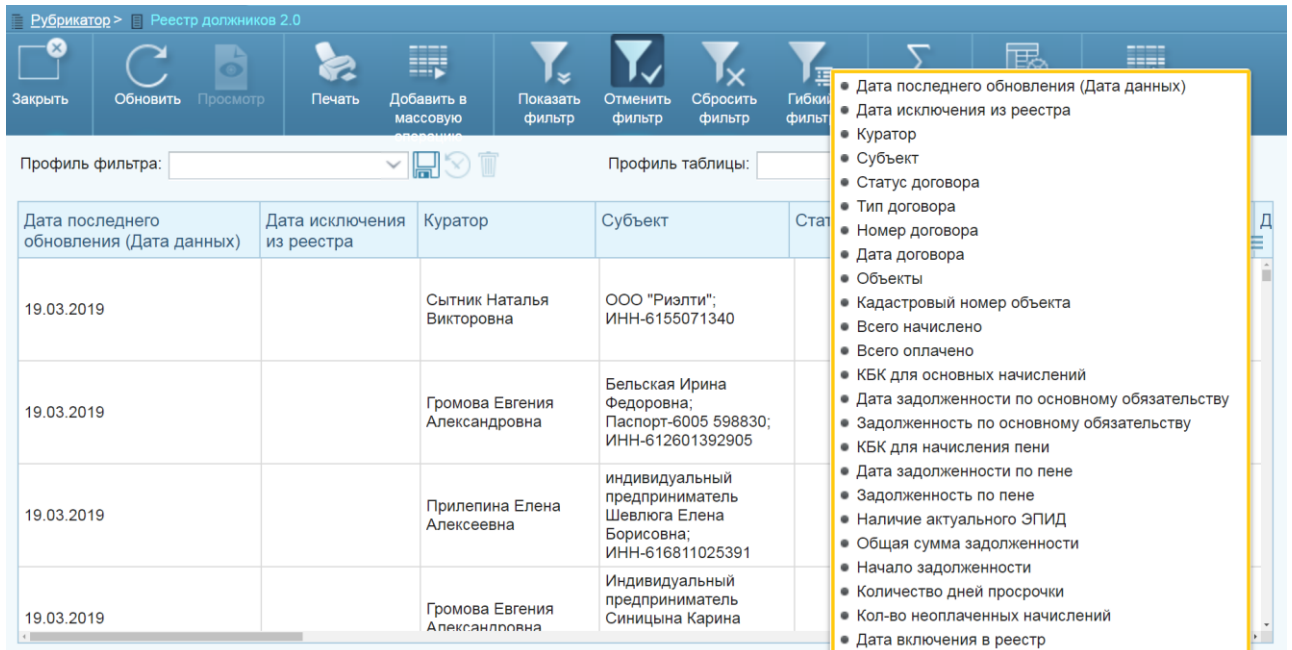 Рубрикатор > Реестр должников 2.0
Закрыть
Обновить
Просмотр
Печать
Добавить в
массовую
операцию
Показать
фильтр
Отменить
фильтр
Сбросить
фильтр
Гибкий
фильтр
Профиль фильтра:
Профиль таблицы:
Дата последнего
обновления (Дата данных)
Дата исключения
из реестра
Куратор
Субъект
Стат
Д
19.03.2019
Сытник Наталья
Викторовна
ООО "Риэлти";
ИНН-6155071340
19.03.2019
Громова Евгения
Александровна
Бельская Ирина
Федоровна;
Паспорт-6005 598830;
ИНН-612601392905
19.03.2019
Прилепина Елена
Алексеевна
индивидуальный
предприниматель
Шевлюга Елена
Борисовна;
ИНН-616811025391
19.03.2019
Громова Евгения
Александровна
Индивидуальный
предприниматель
Синицына Карина
Дата последнего обновления (Дата данных)
Дата исключения из реестра
Куратор
Субъект
Статус договора
Тип договора
Номер договора
Дата договора
Объекты
Кадастровый номер объекта
Всего начислено
Всего оплачено
КБК для основных начислений
Дата задолженности по основному обязательству
Задолженность по основному обязательству
КБК для начисления пени
Дата задолженности по пене
Задолженность по пене
Наличие актуального ЭПИД
Общая сумма задолженности
Начало задолженности
Количество дней просрочки
Кол-во неоплаченных начислений
Дата включения в реестр